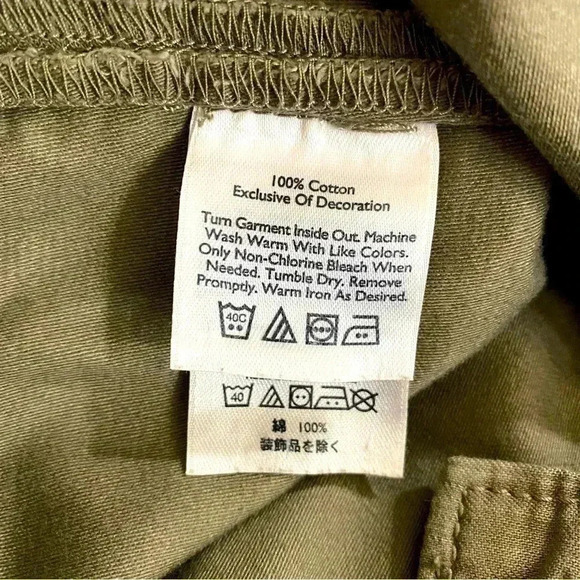 100% Cotton
Exclusive Of Decoration
Turn Garment Inside Out. Machine
Wash Warm With Like Colors.
Only Non-Chlorine Bleach When
Needed. Tumble Dry. Remove
Promptly. Warm Iron As Desired.
40C
40
綿 100%
装飾品を除く